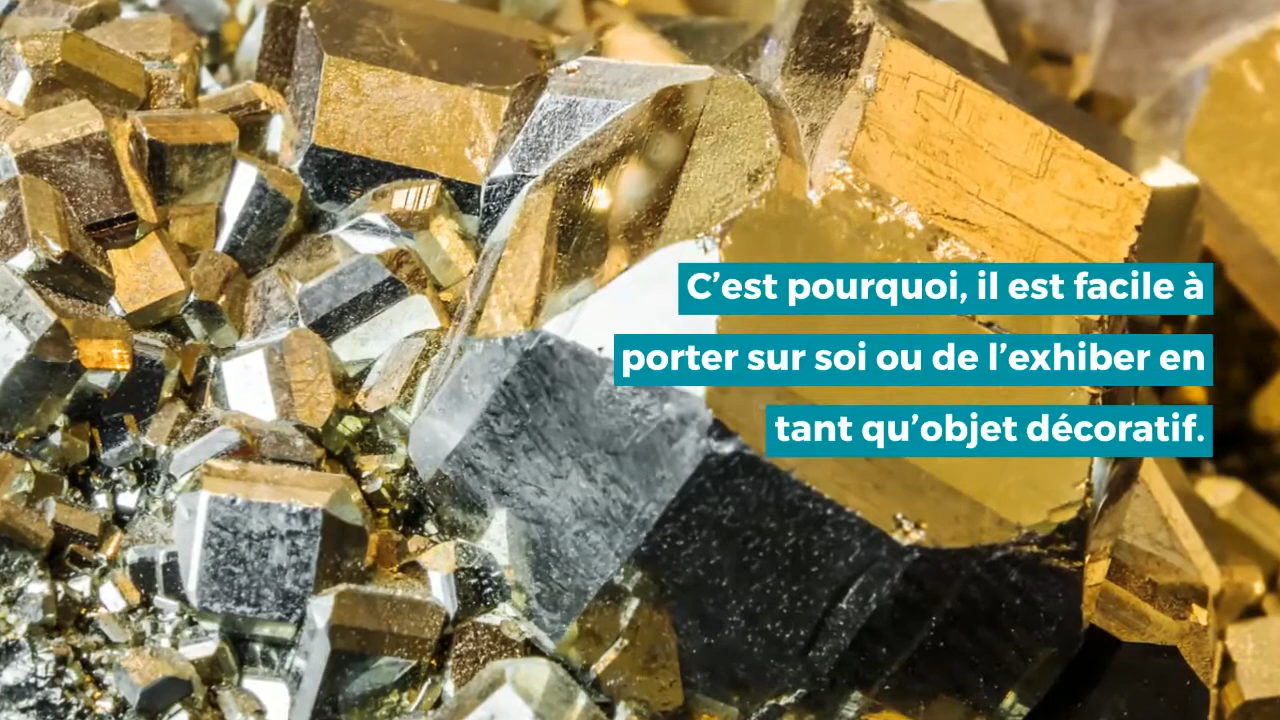 C’est pourquoi, il est facile à
porter sur soi ou de l’exhiber en
tant qu’objet décoratif.